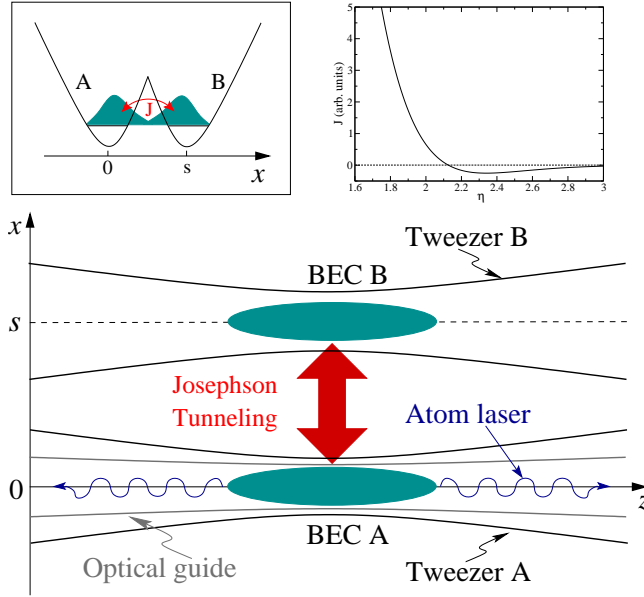 A
B
J
0
s
x
J (arb. units)
5
4
3
2
1
0
1.6
1.8
2
2.2
2.4
2.6
2.8
3
η
x
Tweezer B
BEC B
s
Josephson
Tunneling
Atom laser
0
z
BEC A
Optical guide
Tweezer A